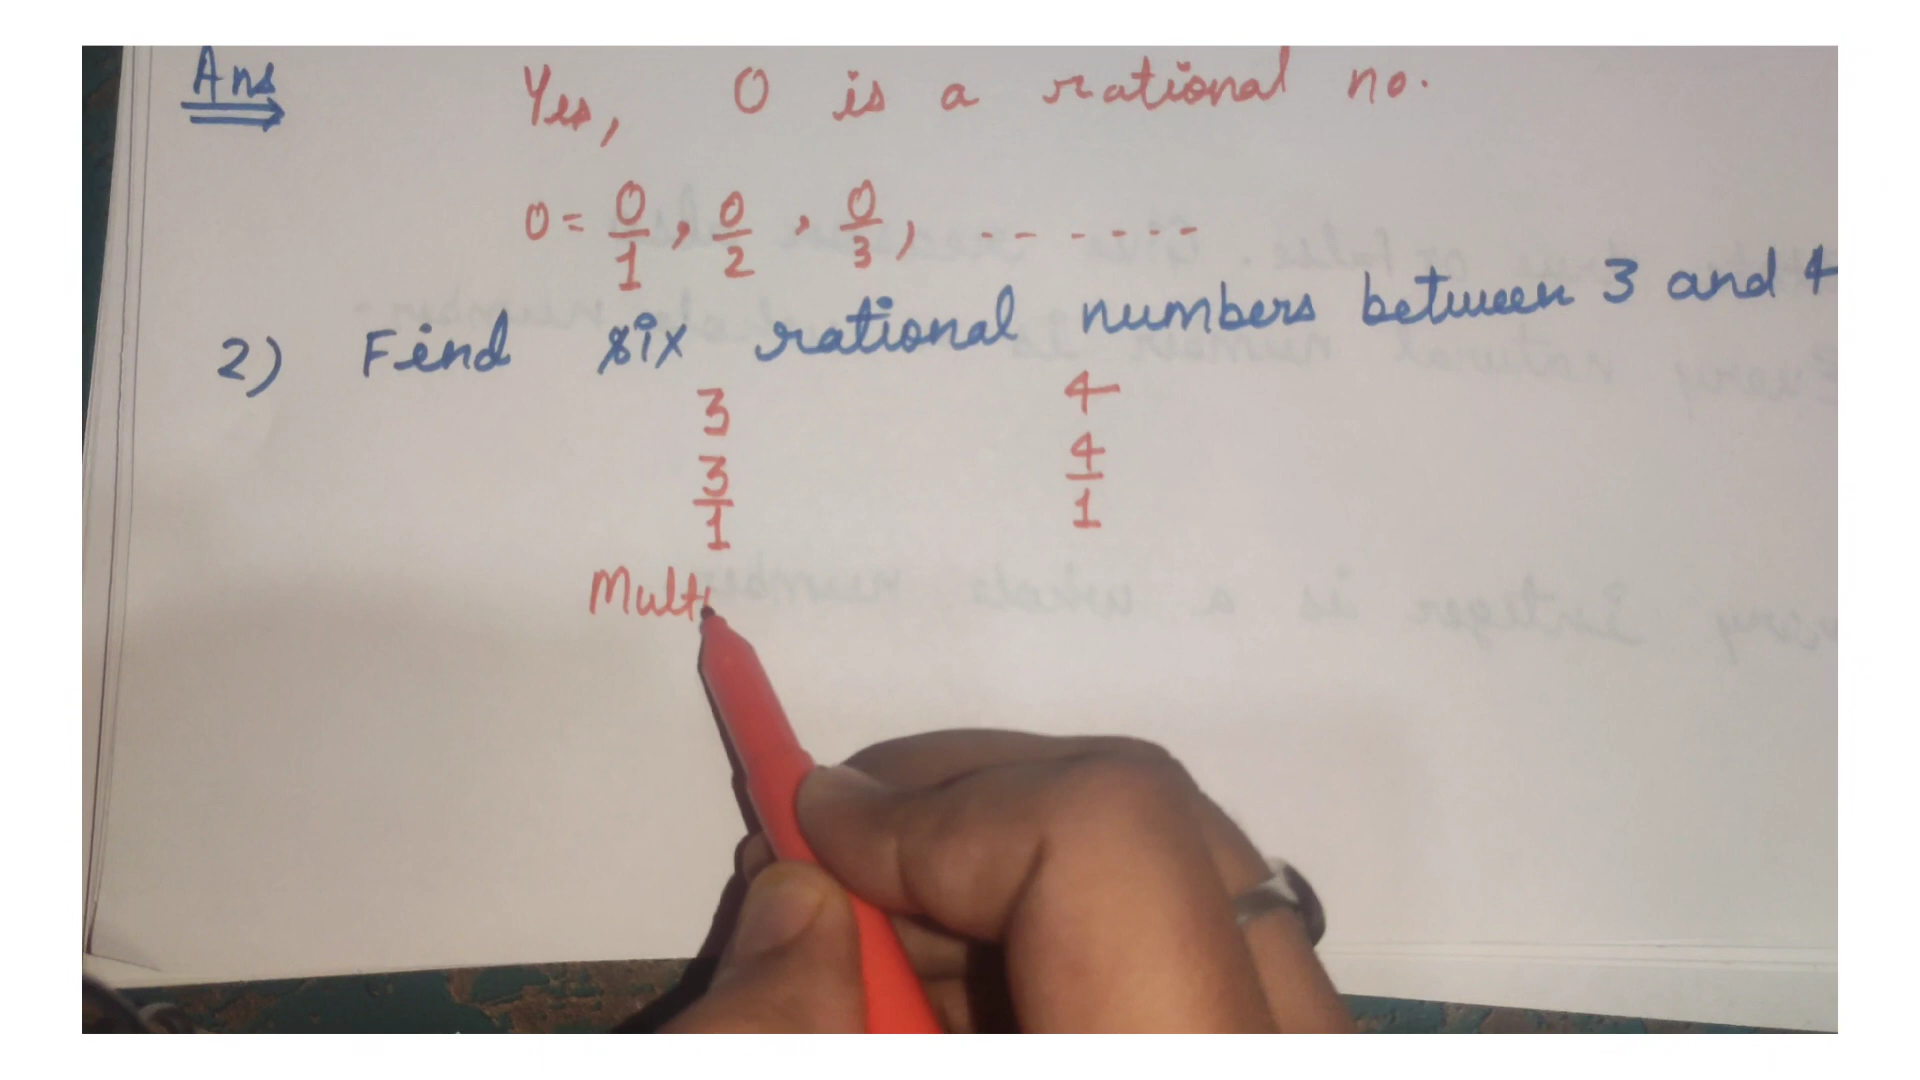 Ans Yes, 0 is a rational no.
0 = 0/1, 0/2, 0/3, - - - - - - -
2) Find six rational numbers between 3 and 4
3 4
3/1 4/1
Multi